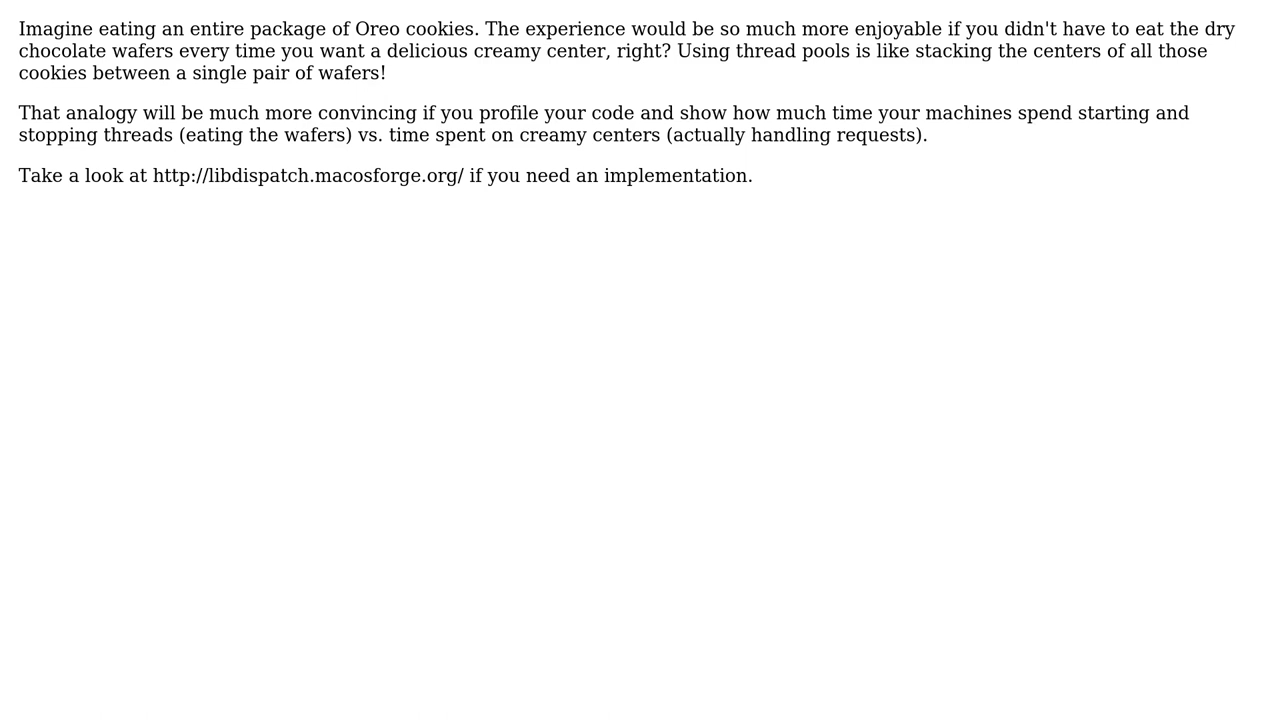 Imagine eating an entire package of Oreo cookies. The experience would be so much more enjoyable if you didn't have to eat the dry
chocolate wafers every time you want a delicious creamy center, right? Using thread pools is like stacking the centers of all those
cookies between a single pair of wafers!
That analogy will be much more convincing if you profile your code and show how much time your machines spend starting and
stopping threads (eating the wafers) vs. time spent on creamy centers (actually handling requests).
Take a look at http://libdispatch.macosforge.org/ if you need an implementation.